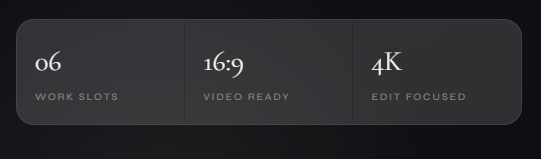 06
WORK SLOTS
16:9
VIDEO READY
4K
EDIT FOCUSED